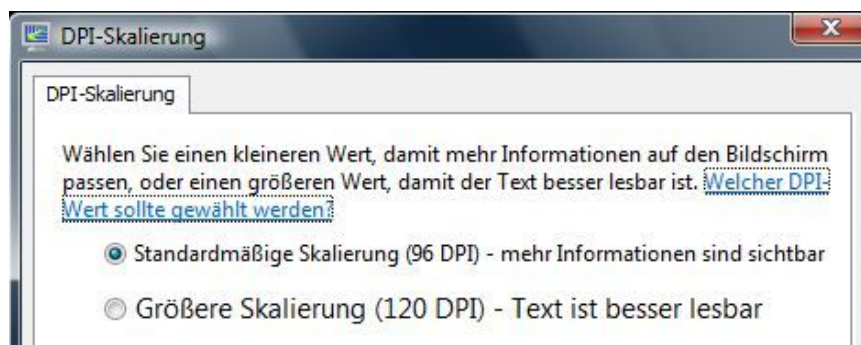 DPI-Skalierung
DPI-Skalierung
Wählen Sie einen kleineren Wert, damit mehr Informationen auf den Bildschirm
passen, oder einen größeren Wert, damit der Text besser lesbar ist. Welcher DPI-
Wert sollte gewählt werden?
Standardmäßige Skalierung (96 DPI) - mehr Informationen sind sichtbar
Größere Skalierung (120 DPI) - Text ist besser lesbar